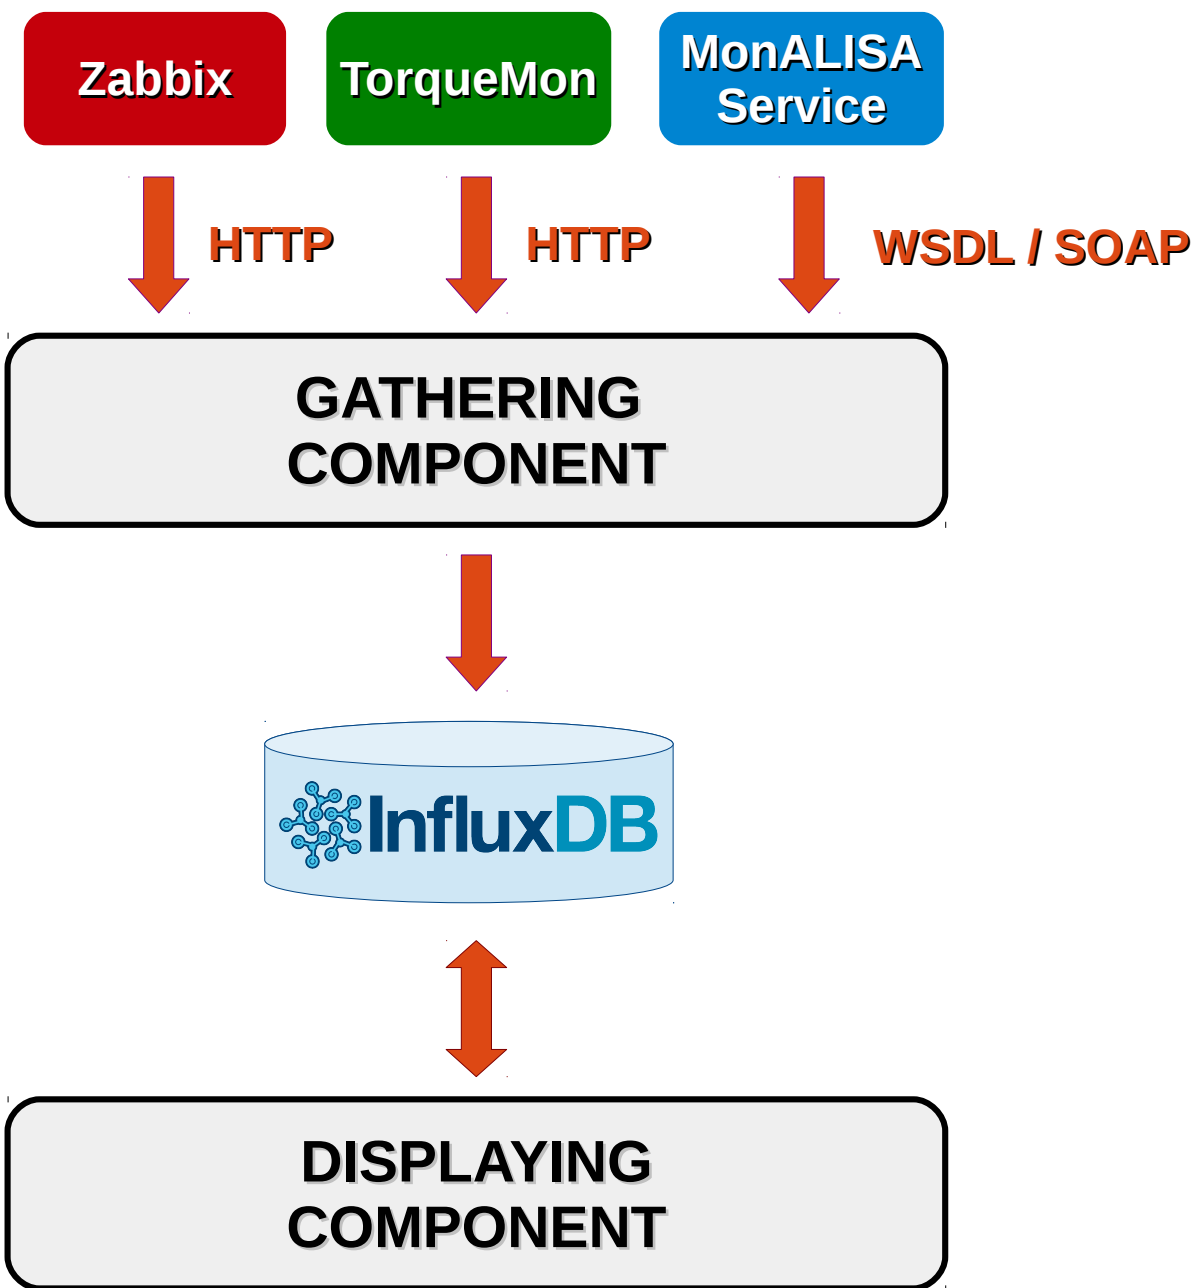 Zabbix
TorqueMon
MonALISA
Service
HTTP
HTTP
WSDL / SOAP
GATHERING
COMPONENT
InfluxDB
DISPLAYING
COMPONENT